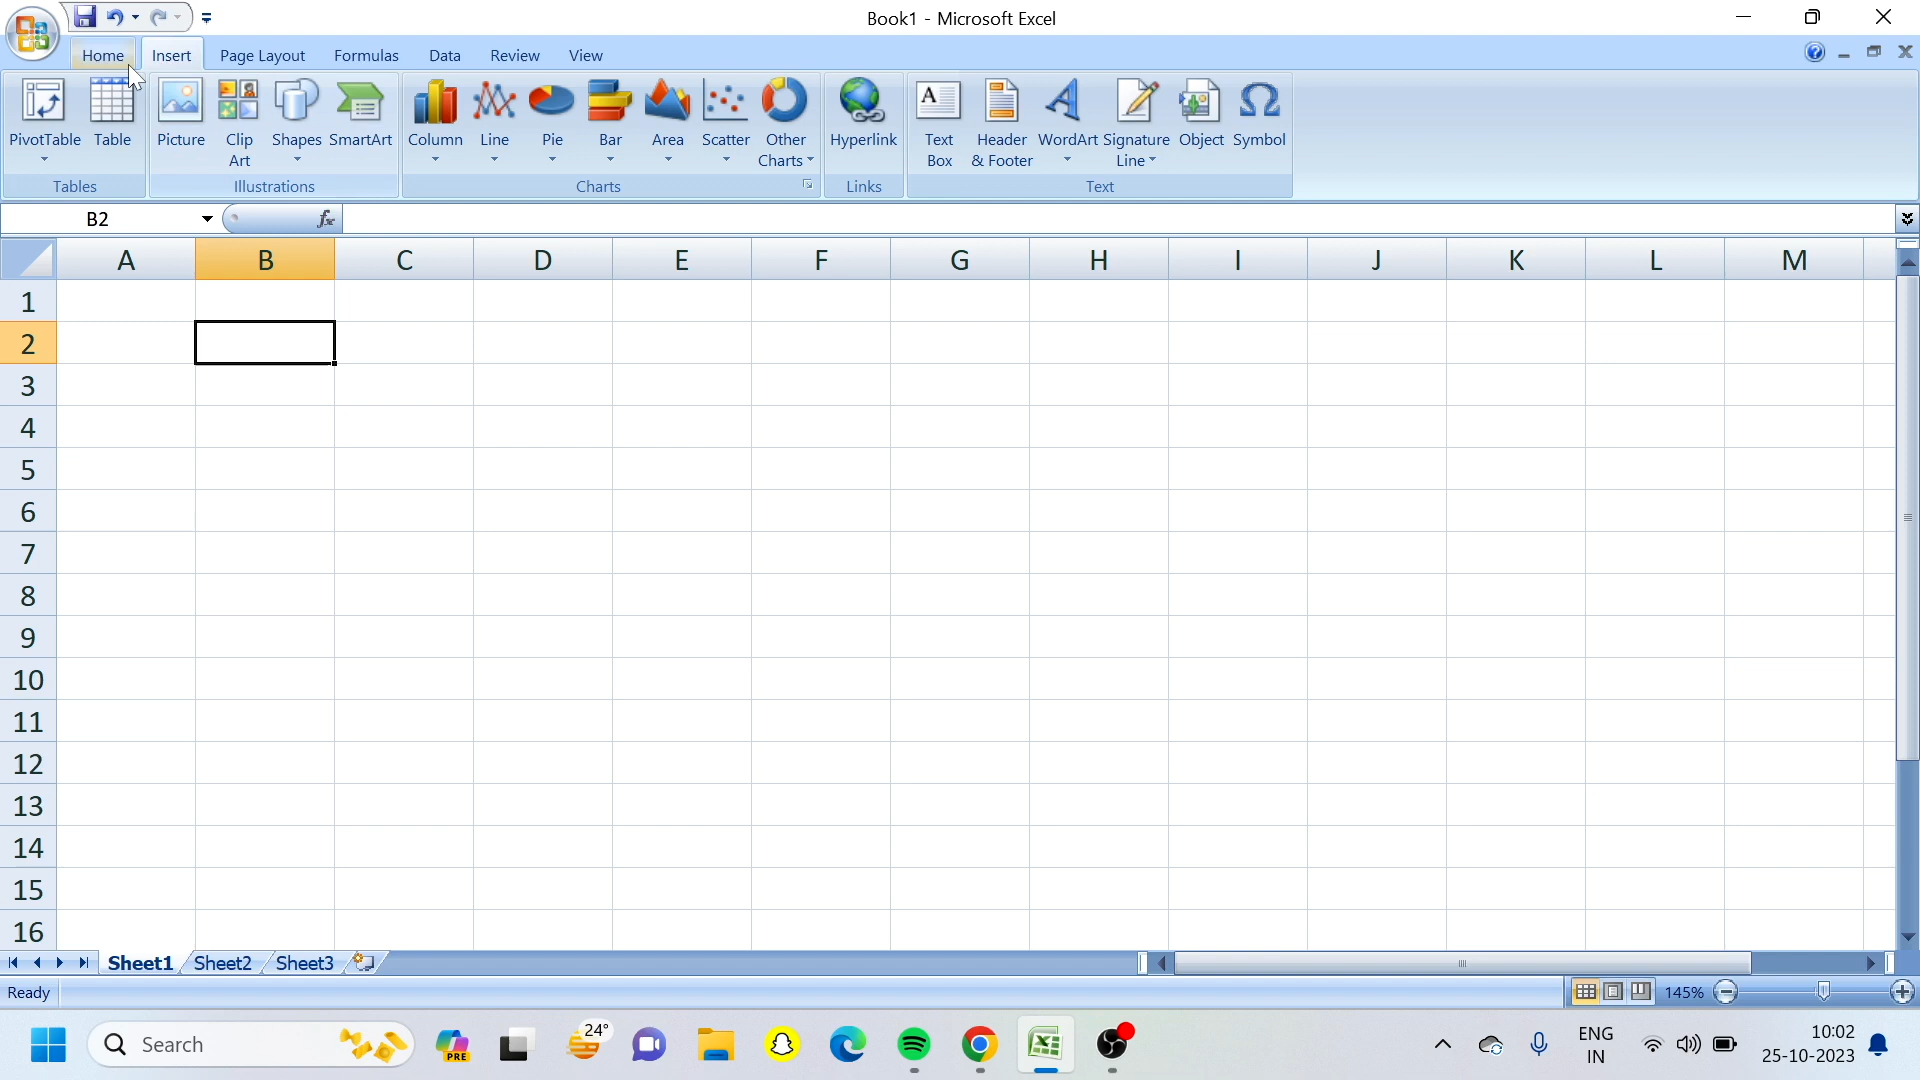 Book1 - Microsoft Excel
Home Insert Page Layout Formulas Data Review View
PivotTable Table Picture Clip Art Shapes SmartArt Column Line Pie Bar Area Scatter Other Charts Hyperlink Text Box Header & Footer WordArt Signature Line Object Symbol
Tables Illustrations Charts Links Text
B2 fx
A B C D E F G H I J K L M
1
2
3
4
5
6
7
8
9
10
11
12
13
14
15
16
Sheet1 Sheet2 Sheet3
Ready 145%
Search PRE 24° ENG IN 10:02
25-10-2023